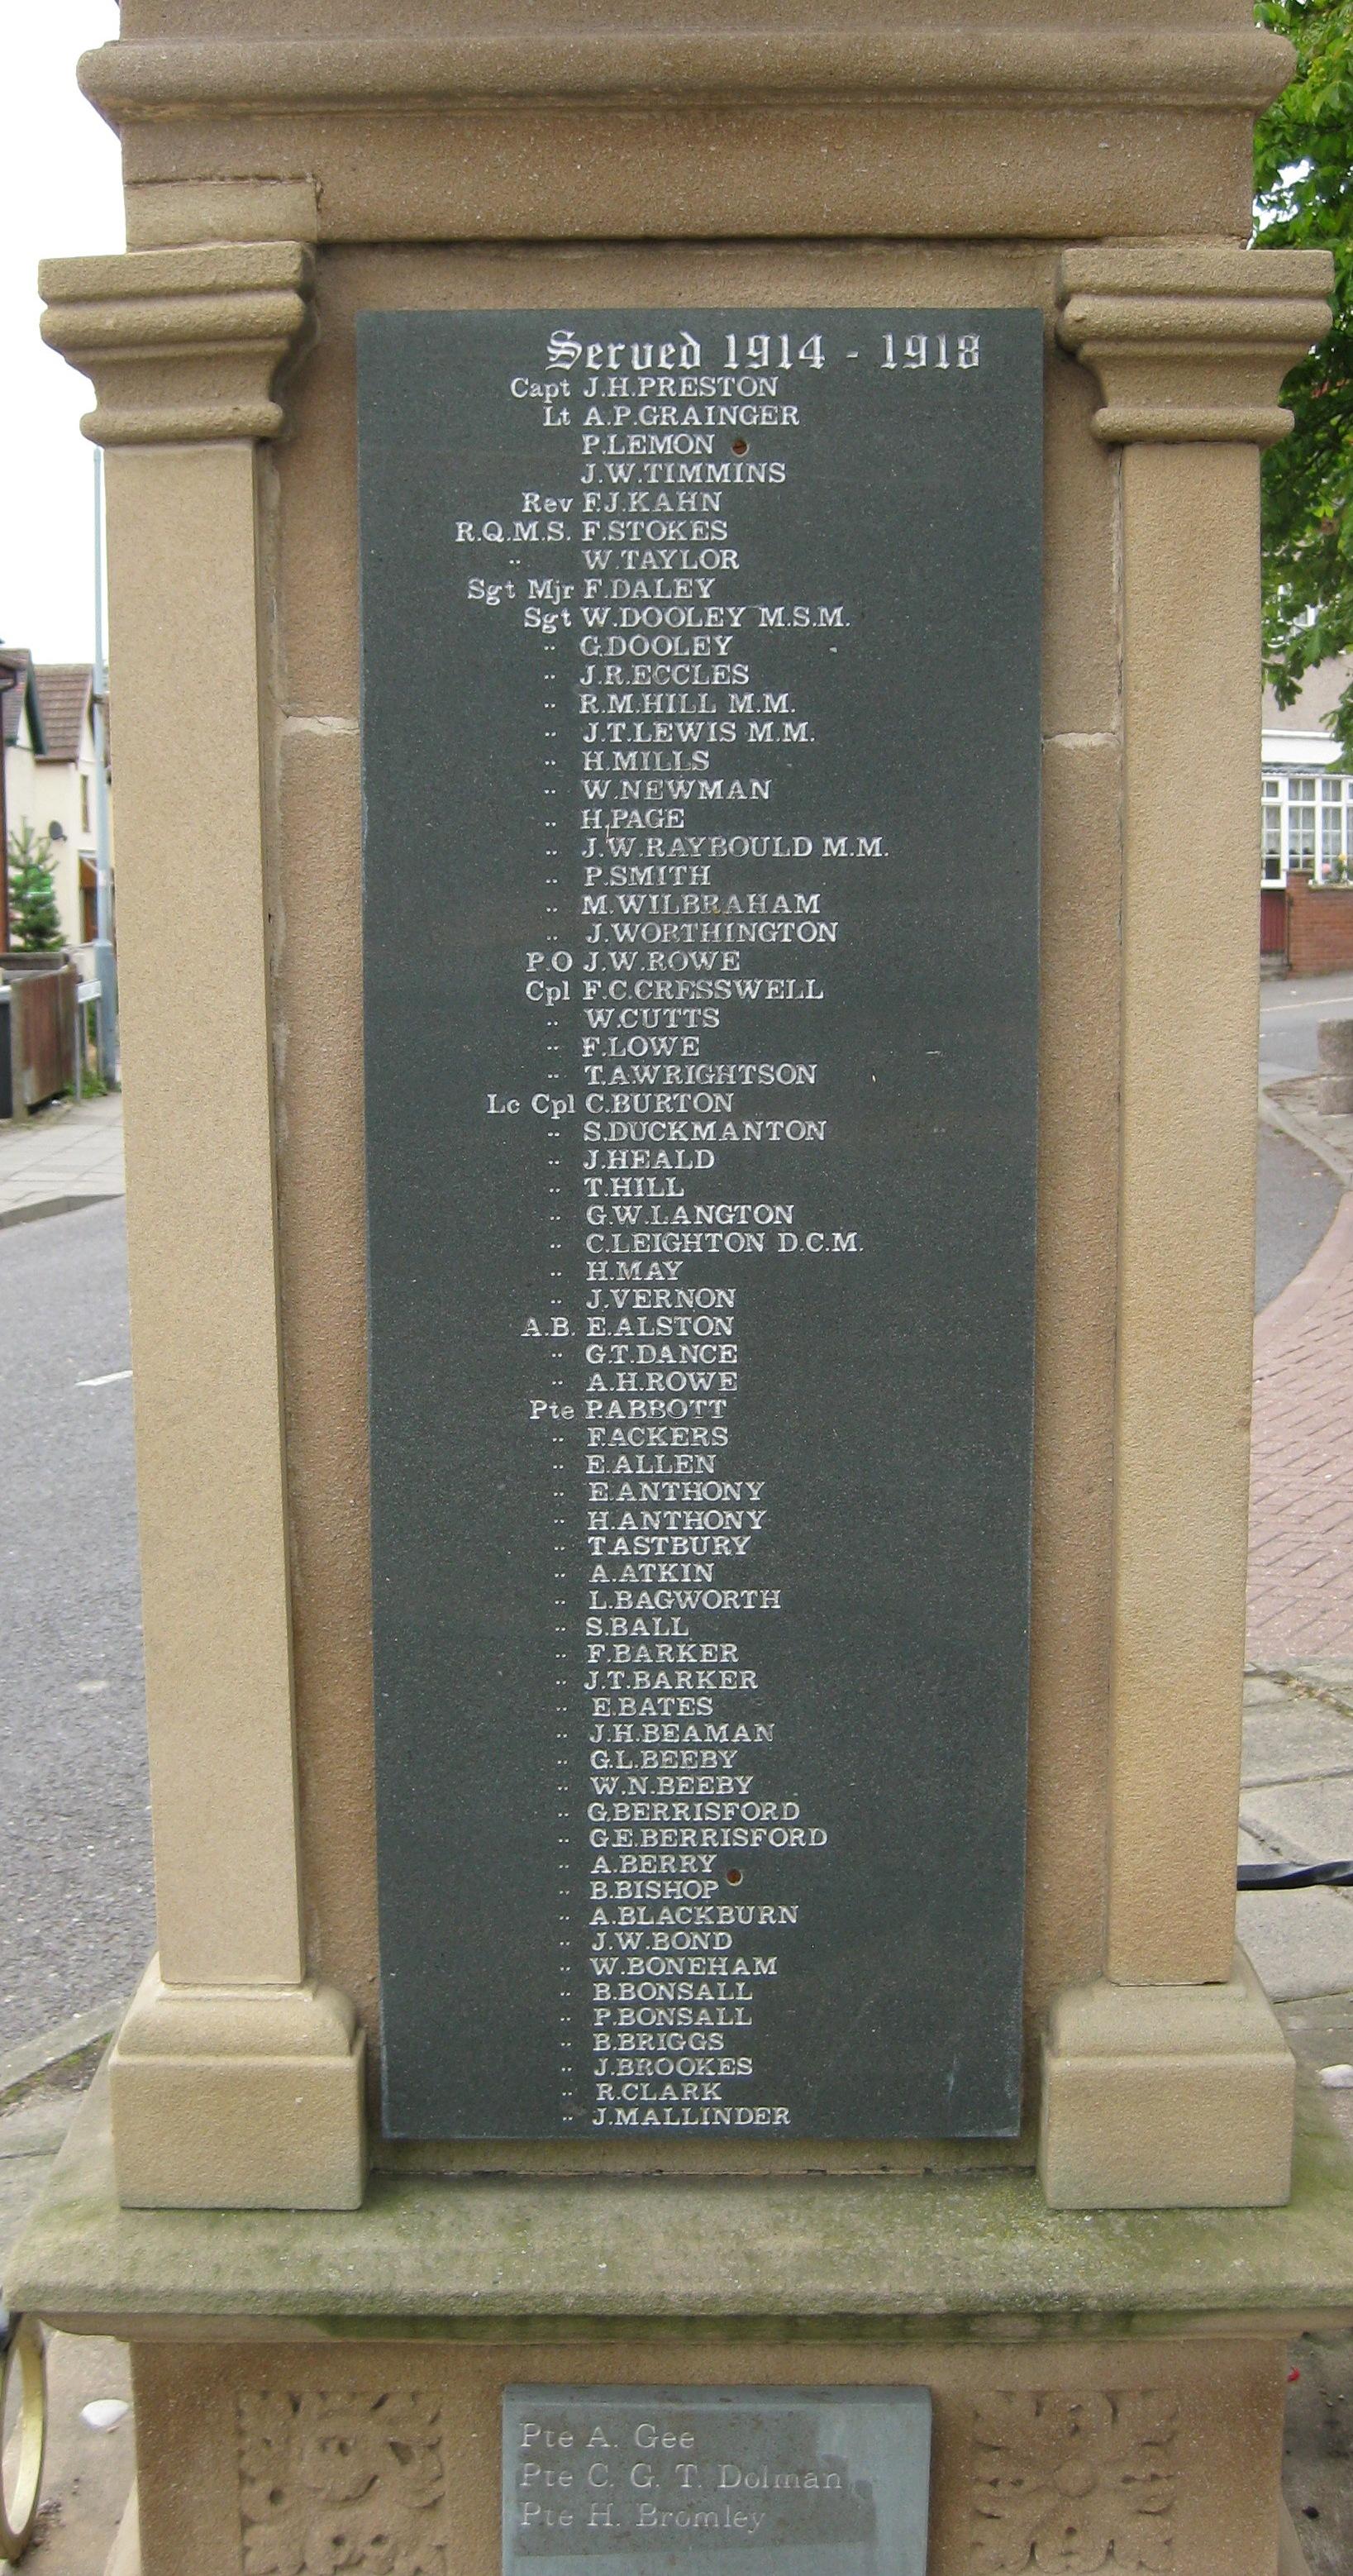 Served 1914 - 1918
Capt J.H.PRESTON
Lt A.P.GRAINGER
P.LEMON
J.W.TIMMINS
Rev F.J.KAHN
R.Q.M.S. F.STOKES
" W.TAYLOR
Sgt Mjr F.DALEY
Sgt W.DOOLEY M.S.M.
" G.DOOLEY
" J.R.ECCLES
" R.M.HILL M.M.
" J.T.LEWIS M.M.
" H.MILLS
" W.NEWMAN
" H.PAGE
" J.W.RAYBOULD M.M.
" P.SMITH
" M.WILBRAHAM
" J.WORTHINGTON
P.O J.W.ROWE
Cpl F.C.CRESSWELL
" W.CUTTS
" F.LOWE
" T.A.WRIGHTSON
Lc Cpl C.BURTON
" S.DUCKMANTON
" J.HEALD
" T.HILL
" G.W.LANGTON
" C.LEIGHTON D.C.M.
" H.MAY
" J.VERNON
A.B. E.ALSTON
" G.T.DANCE
" A.H.ROWE
Pte P.ABBOTT
" F.ACKERS
" E.ALLEN
" E.ANTHONY
" H.ANTHONY
" T.ASTBURY
" A.ATKIN
" L.BAGWORTH
" S.BALL
" F.BARKER
" J.T.BARKER
" E.BATES
" J.H.BEAMAN
" G.L.BEEBY
" W.N.BEEBY
" G.BERRISFORD
" G.E.BERRISFORD
" A.BERRY
" B.BISHOP
" A.BLACKBURN
" J.W.BOND
" W.BONEHAM
" B.BONSALL
" P.BONSALL
" B.BRIGGS
" J.BROOKES
" R.CLARK
" J.MALLINDER
Pte A. Gee
Pte C. G. T. Dolman
Pte H. Bromley